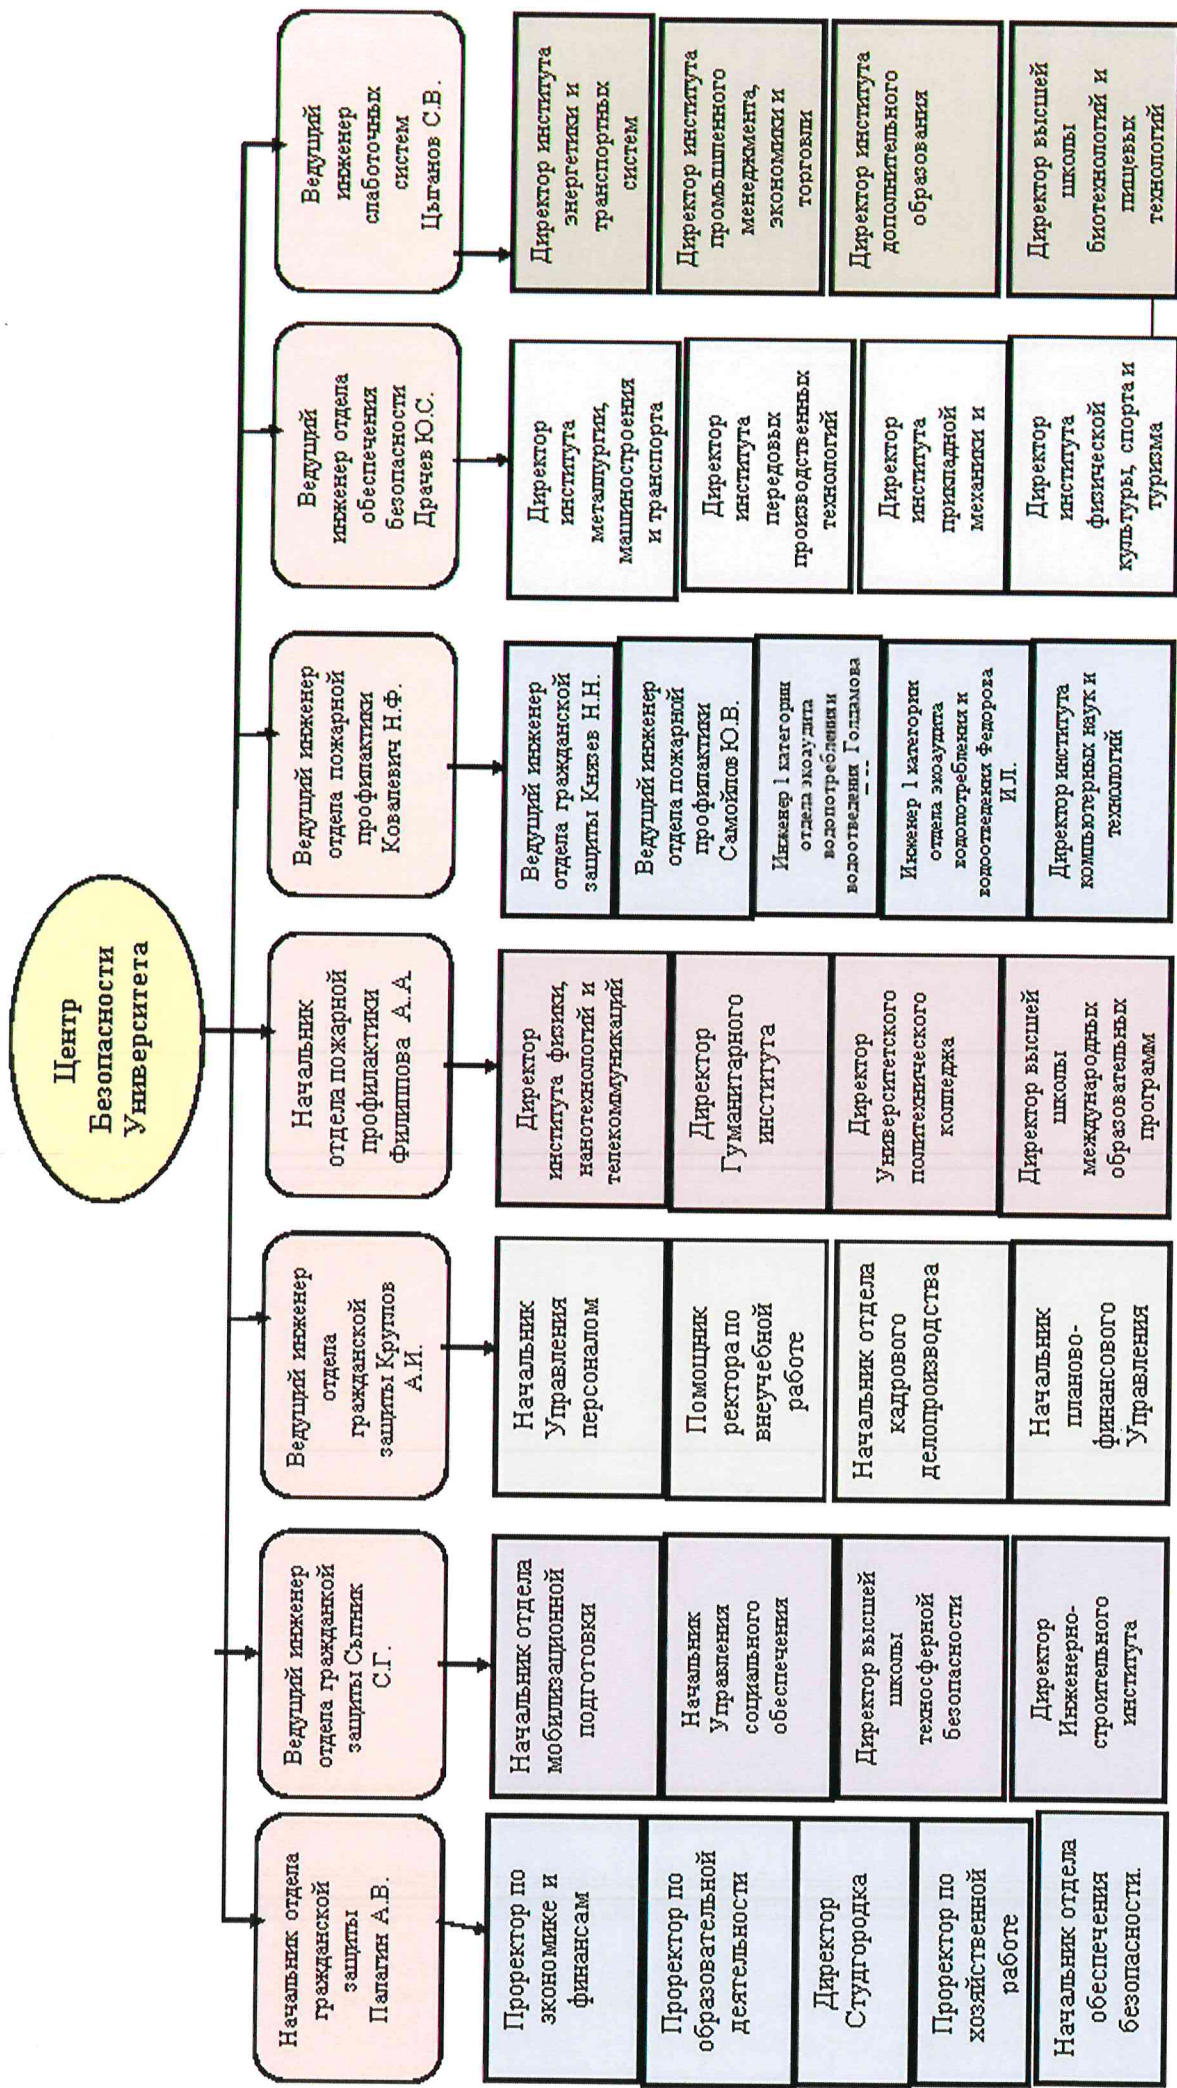 Центр
Безопасности
Университета
Начальник отдела
гражданской
защиты
Папагин А.В.
Проректор по
экономике и
финансам
Проректор по
образовательной
деятельности
Директор
Студгородка
Проректор по
хозяйственной
работе
Начальник отдела
обеспечения
безопасности.
Ведущий инженер
отдела гражданкой
защиты Сыпник
С.Г.
Начальник отдела
мобилизационной
подготовки
Начальник
Управления
социального
обеспечения
Директор высшей
школы
техносферной
безопасности
Директор
Инженерно-
строительного
института
Ведущий инженер
отдела
гражданской
защиты Круппов
А.И.
Начальник
Управления
персоналом
Помощник
ректора по
внеучебной
работе
Начальник отдела
кадрового
делопроизводства
Начальник
планово-
финансового
Управления
Начальник
отдела пожарной
профилактики
Филиппова А.А
Директор
института физики,
нанотехнологий и
телекоммуникаций
Директор
Гуманитарного
института
Директор
Университетского
политехнического
колледжа
Директор высшей
школы
международных
образовательных
программ
Ведущий инженер
отдела пожарной
профилактики
Ковалевич Н.Ф.
Ведущий инженер
отдела гражданской
защиты Князев Н.Н.
Ведущий инженер
отдела пожарной
профилактики
Самойлов Ю.В.
Инженер 1 категории
отдела экоаудита
водопотребления и
водоотведения Голдамова
Инженер 1 категории
отдела экоаудита
водопотребления и
водоотведения Федорова
И.Л.
Директор института
компьютерных наук и
технологий
Ведущий
инженер отдела
обеспечения
безопасности
Драчев Ю.С.
Директор
института
металлургии,
машиностроения
и транспорта
Директор
института
передовых
производственных
технологий
Директор
института
прикладной
механики и
Директор
института
физической
культуры, спорта и
туризма
Ведущий
инженер
слаботочных
систем
Цыганов С.В.
Директор института
энергетики и
транспортных
систем
Директор института
промышленного
менеджмента,
экономики и
торговли
Директор института
дополнительного
образования
Директор высшей
школы
биотехнологий и
пищевых
технологий